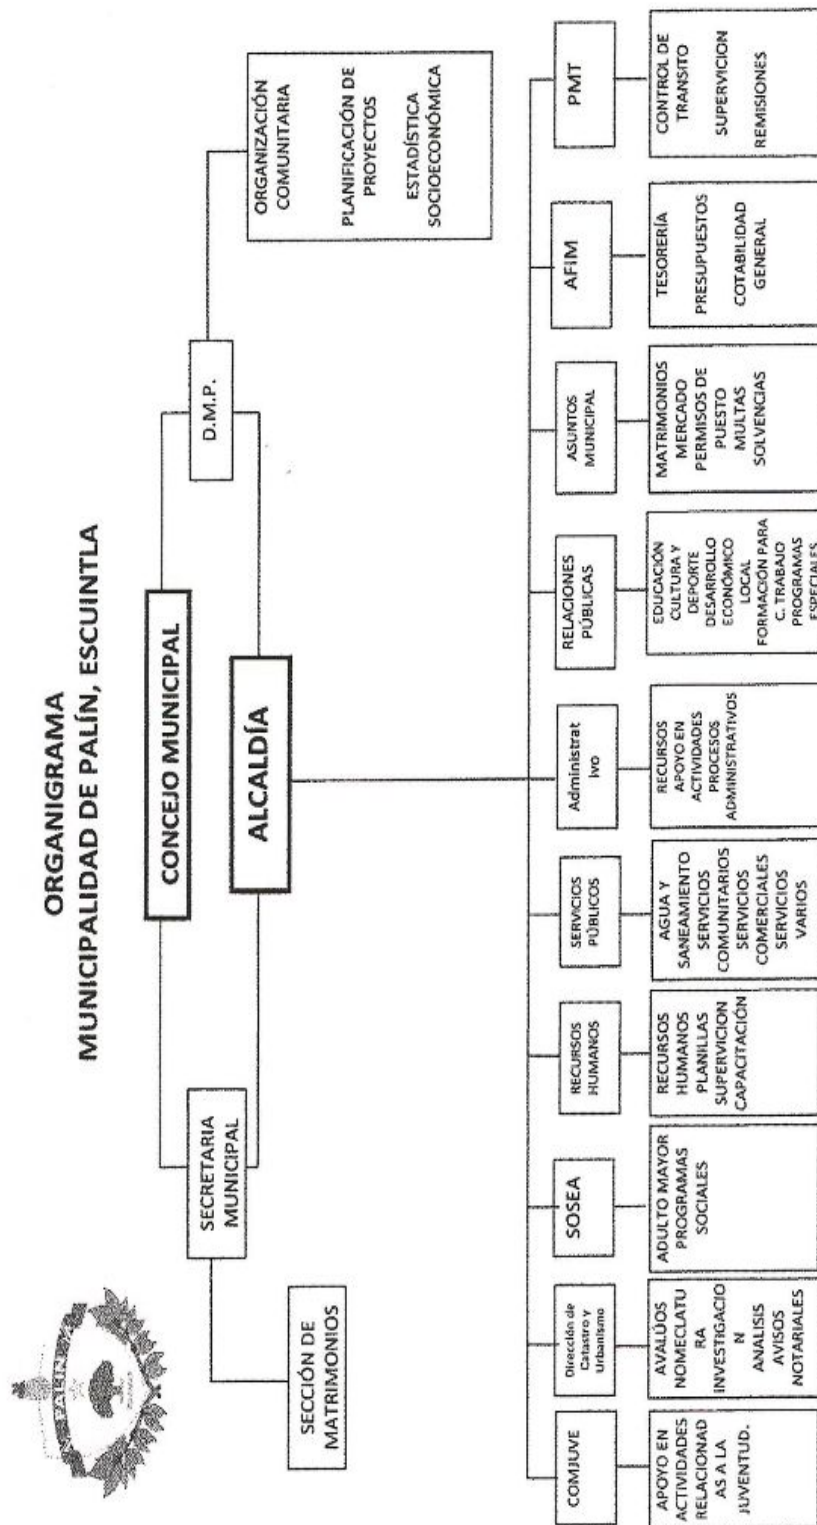 ORGANIGRAMA
MUNICIPALIDAD DE PALÍN, ESCUINTLA
PALIN
CONCEJO MUNICIPAL
ALCALDÍA
SECRETARIA
MUNICIPAL
SECCIÓN DE
MATRIMONIOS
D.M.P.
ORGANIZACIÓN
COMUNITARIA
PLANIFICACIÓN DE
PROYECTOS
ESTADÍSTICA
SOCIOECONÓMICA
COMJUVE
APOYO EN
ACTIVIDADES
RELACIONAD
AS A LA
JUVENTUD.
Dirección de
Catastro y
Urbanismo
AVALÚOS
NOMECLATU
RA
INVESTIGACIO
N
ANALISIS
AVISOS
NOTARIALES
SOSEA
ADULTO MAYOR
PROGRAMAS
SOCIALES
RECURSOS
HUMANOS
RECURSOS
HUMANOS
PLANILLAS
SUPERVICION
CAPACITACIÓN
SERVICIOS
PÚBLICOS
AGUA Y
SANEAMIENTO
SERVICIOS
COMUNITARIOS
SERVICIOS
COMERCIALES
SERVICIOS
VARIOS
Administrat
ivo
RECURSOS
APOYO EN
ACTIVIDADES
PROCESOS
ADMINISTRATIVOS
RELACIONES
PÚBLICAS
EDUCACIÓN
CULTURA Y
DEPORTE
DESARROLLO
ECONÓMICO
LOCAL
FORMACIÓN PARA
C. TRABAJO
PROGRAMAS
ESPECIALES
ASUNTOS
MUNICIPAL
MATRIMONIOS
MERCADO
PERMISOS DE
PUESTO
MULTAS
SOLVENCIAS
AFIM
TESORERÍA
PRESUPUESTOS
COTABILIDAD
GENERAL
PMT
CONTROL DE
TRANSITO
SUPERVICION
REMISIONES